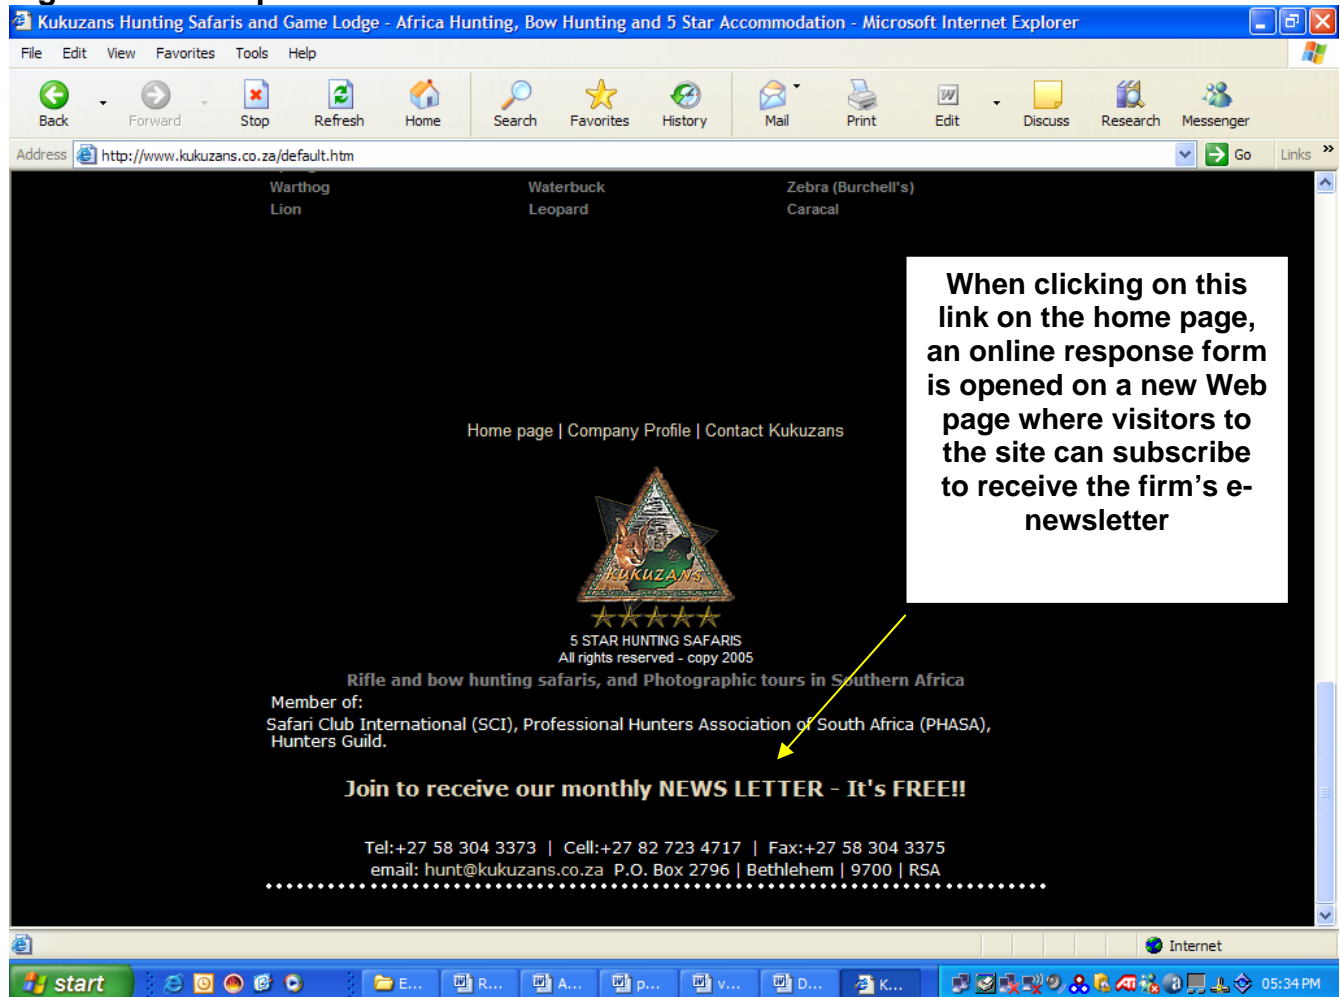 Kukuzans Hunting Safaris and Game Lodge - Africa Hunting, Bow Hunting and 5 Star Accommodation - Microsoft Internet Explorer
File Edit View Favorites Tools Help
Back Forward Stop Refresh Home Search Favorites History Mail Print Edit Discuss Research Messenger
Address http://www.kukuzans.co.za/default.htm Go Links »
Warthog Waterbuck Zebra (Burchell's)
Lion Leopard Caracal
When clicking on this
link on the home page,
an online response form
is opened on a new Web
page where visitors to
the site can subscribe
to receive the firm's e-
newsletter
Home page | Company Profile | Contact Kukuzans
KUKUZANS
5 STAR HUNTING SAFARIS
All rights reserved - copy 2005
Rifle and bow hunting safaris, and Photographic tours in Southern Africa
Member of:
Safari Club International (SCI), Professional Hunters Association of South Africa (PHASA),
Hunters Guild.
Join to receive our monthly NEWS LETTER - It's FREE!!
Tel:+27 58 304 3373 | Cell:+27 82 723 4717 | Fax:+27 58 304 3375
email: hunt@kukuzans.co.za P.O. Box 2796 | Bethlehem | 9700 | RSA
Internet
start E... R... A... p... v... D... K... 05:34 PM